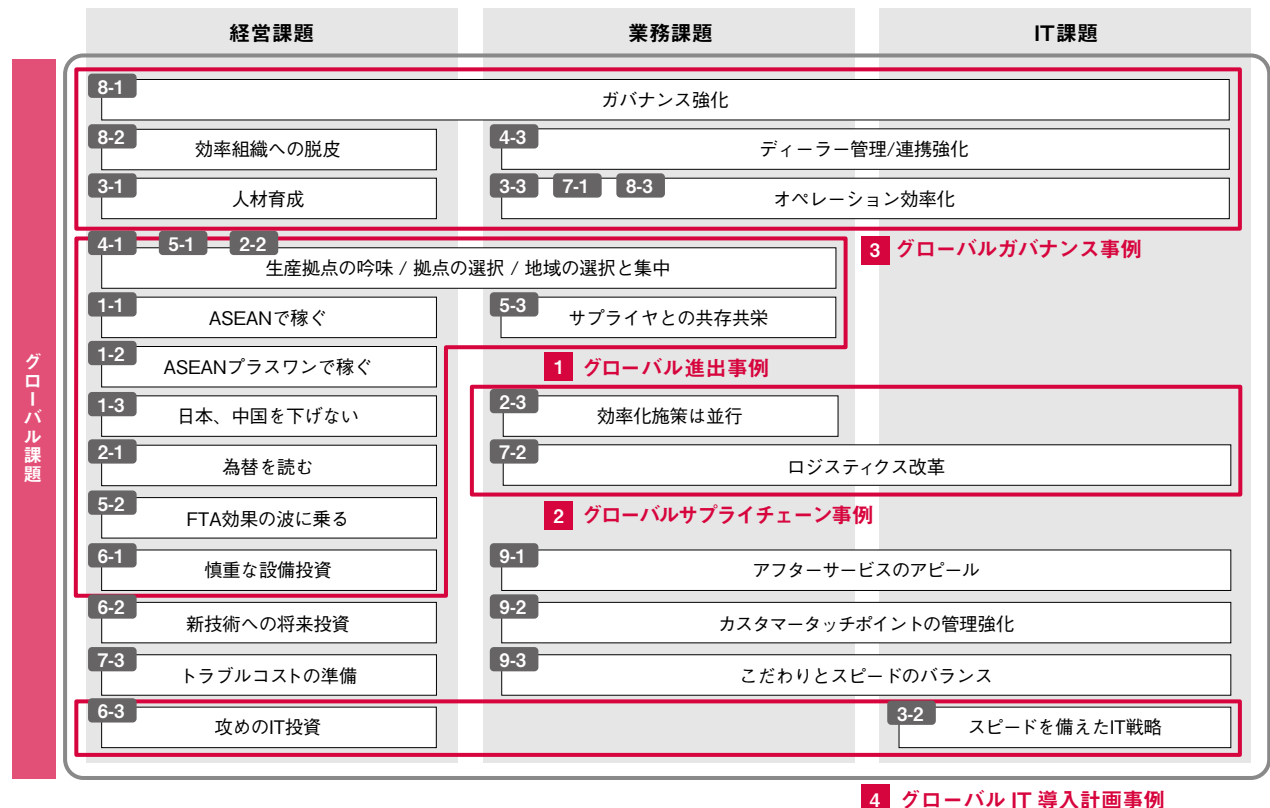 経営課題
業務課題
IT課題
グローバル課題
8-1
ガバナンス強化
8-2
効率組織への脱皮
4-3
ディーラー管理/連携強化
3-1
人材育成
3-3 7-1 8-3
オペレーション効率化
4-1 5-1 2-2
生産拠点の吟味 / 拠点の選択 / 地域の選択と集中
3 グローバルガバナンス事例
1-1
ASEANで稼ぐ
5-3
サプライヤとの共存共栄
1-2
ASEANプラスワンで稼ぐ
1 グローバル進出事例
1-3
日本、中国を下げない
2-3
効率化施策は並行
2-1
為替を読む
7-2
ロジスティクス改革
5-2
FTA効果の波に乗る
2 グローバルサプライチェーン事例
6-1
慎重な設備投資
9-1
アフターサービスのアピール
6-2
新技術への将来投資
9-2
カスタマータッチポイントの管理強化
7-3
トラブルコストの準備
9-3
こだわりとスピードのバランス
6-3
攻めのIT投資
3-2
スピードを備えたIT戦略
4 グローバル IT 導入計画事例